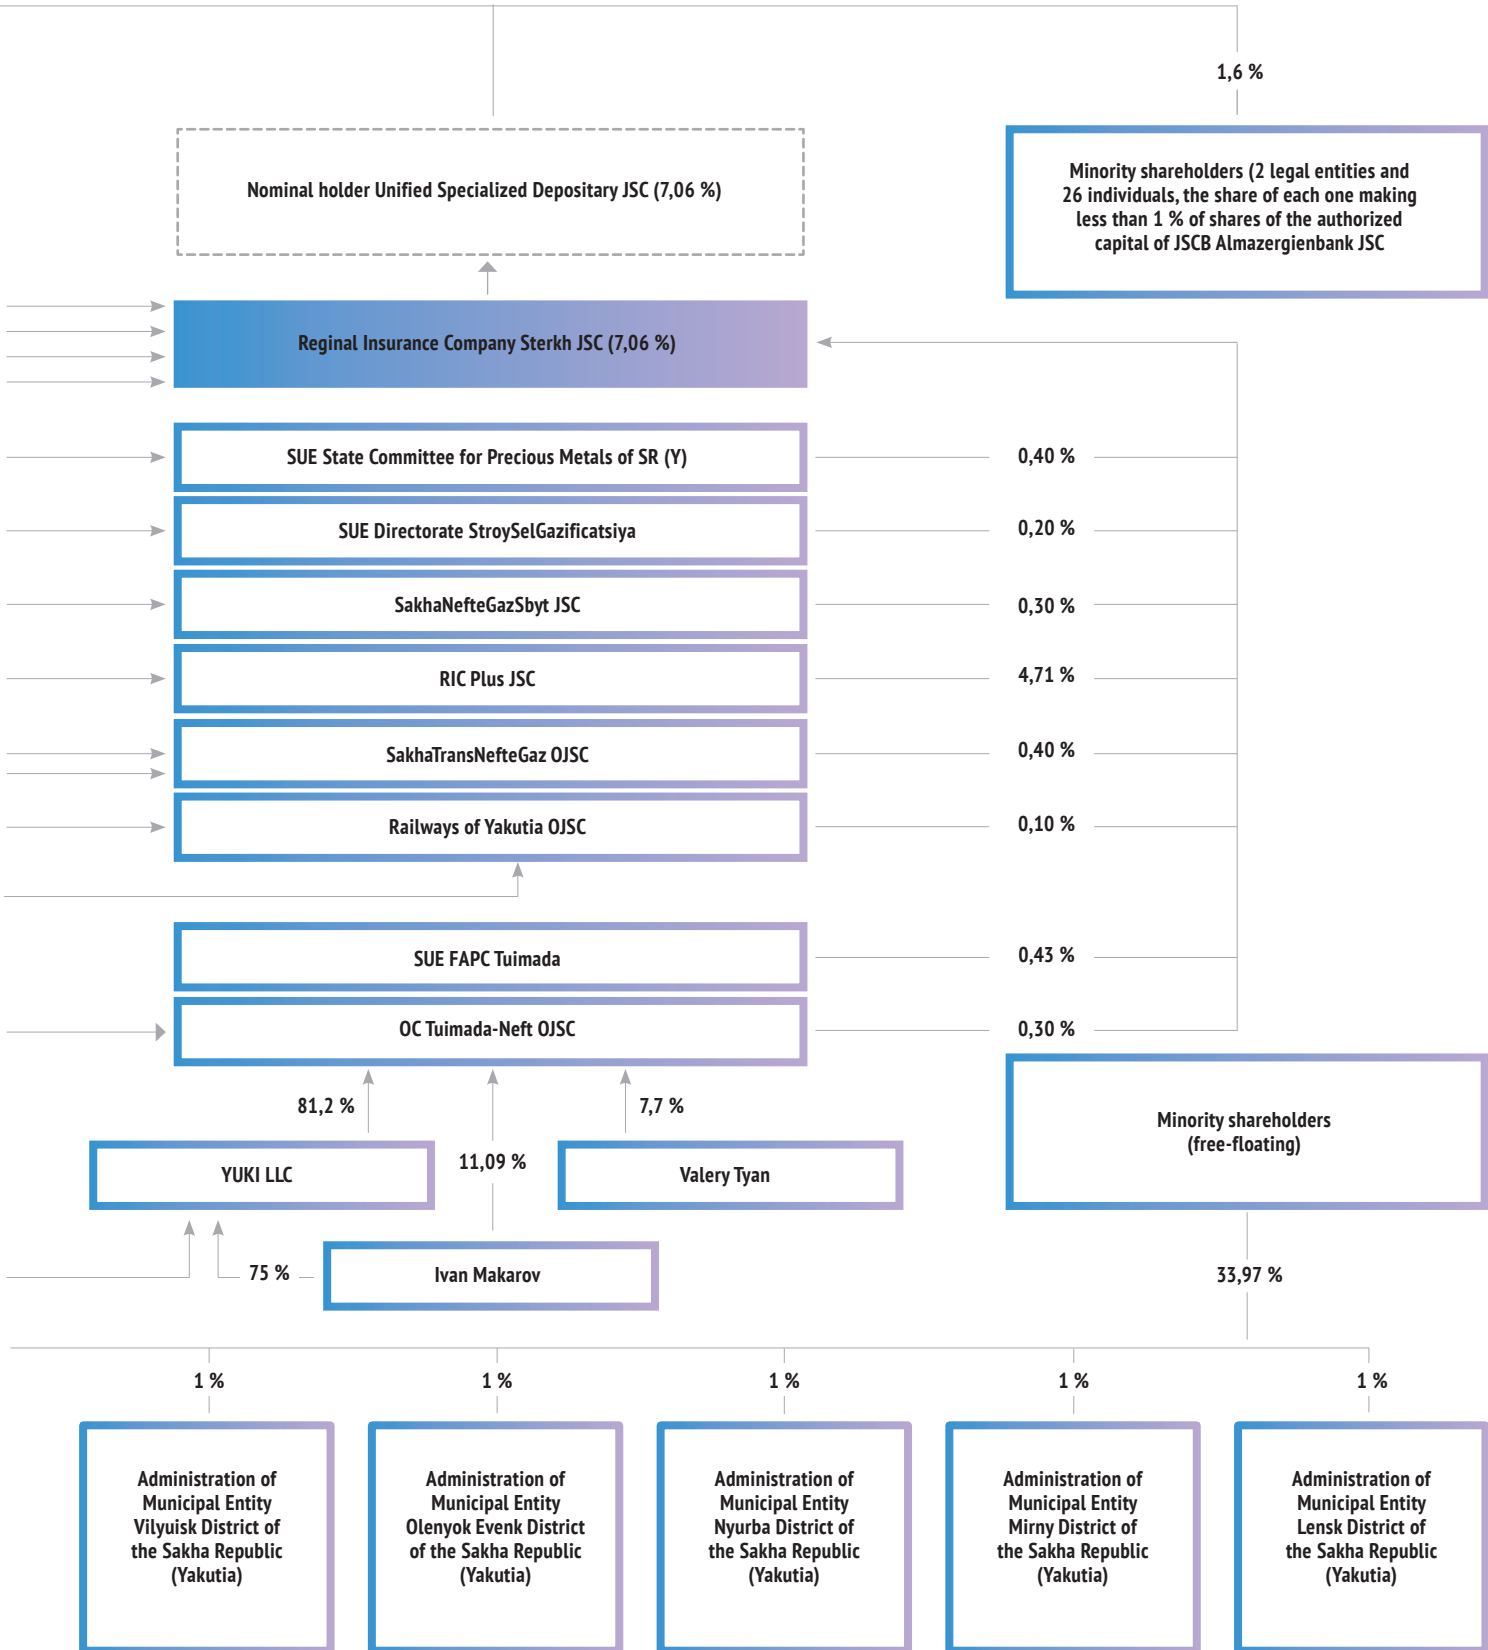 1,6 %
Nominal holder Unified Specialized Depositary JSC (7,06 %)
Minority shareholders (2 legal entities and
26 individuals, the share of each one making
less than 1 % of shares of the authorized
capital of JSCB Almazergienbank JSC
Reginal Insurance Company Sterkh JSC (7,06 %)
SUE State Committee for Precious Metals of SR (Y)
0,40 %
SUE Directorate StroySelGazificatsiya
0,20 %
SakhaNefteGazSbyt JSC
0,30 %
RIC Plus JSC
4,71 %
SakhaTransNefteGaz OJSC
0,40 %
Railways of Yakutia OJSC
0,10 %
SUE FAPC Tuimada
0,43 %
OC Tuimada-Neft OJSC
0,30 %
81,2 %
7,7 %
11,09 %
YUKI LLC
Valery Tyan
Minority shareholders
(free-floating)
75 %
Ivan Makarov
33,97 %
1 %
1 %
1 %
1 %
1 %
Administration of
Municipal Entity
Vilyuisk District of
the Sakha Republic
(Yakutia)
Administration of
Municipal Entity
Olenyok Evenk District
of the Sakha Republic
(Yakutia)
Administration of
Municipal Entity
Nyurba District of
the Sakha Republic
(Yakutia)
Administration of
Municipal Entity
Mirny District of
the Sakha Republic
(Yakutia)
Administration of
Municipal Entity
Lensk District of
the Sakha Republic
(Yakutia)